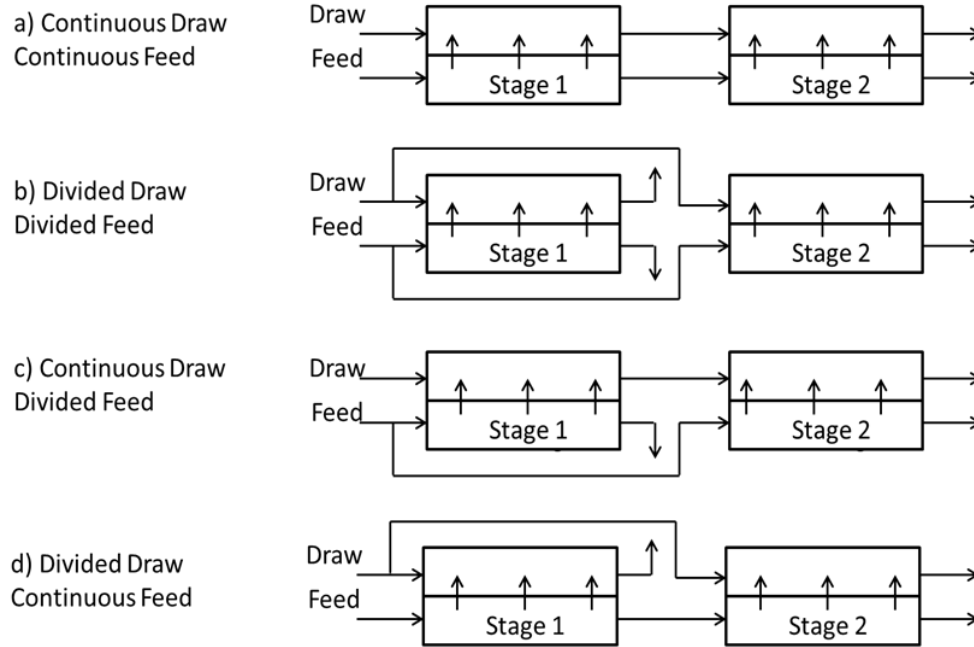 a) Continuous Draw
Continuous Feed
Draw
Feed
Stage 1
Stage 2
b) Divided Draw
Divided Feed
Draw
Feed
Stage 1
Stage 2
c) Continuous Draw
Divided Feed
Draw
Feed
Stage 1
Stage 2
d) Divided Draw
Continuous Feed
Draw
Feed
Stage 1
Stage 2